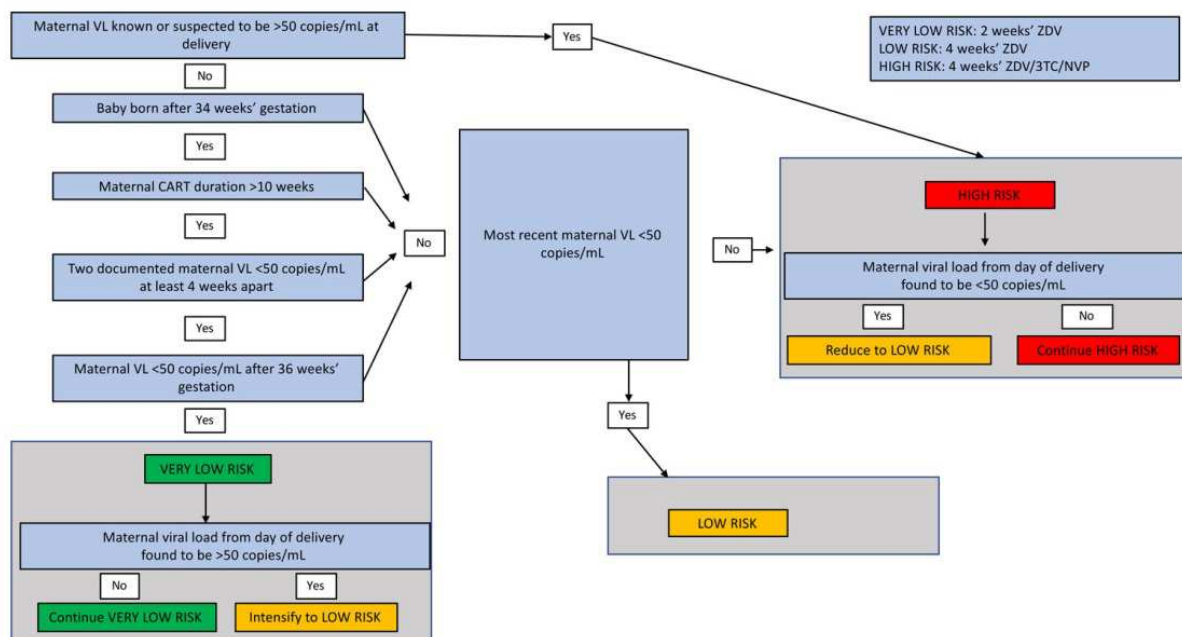 Maternal VL known or suspected to be >50 copies/mL at
delivery
Yes
VERY LOW RISK: 2 weeks’ ZDV
LOW RISK: 4 weeks’ ZDV
HIGH RISK: 4 weeks’ ZDV/3TC/NVP
No
Baby born after 34 weeks’ gestation
Yes
Maternal CART duration >10 weeks
Yes
Two documented maternal VL <50 copies/mL
at least 4 weeks apart
Yes
Maternal VL <50 copies/mL after 36 weeks’
gestation
Yes
No
Most recent maternal VL <50
copies/mL
No
HIGH RISK
Maternal viral load from day of delivery
found to be <50 copies/mL
Yes
No
Reduce to LOW RISK
Continue HIGH RISK
Yes
LOW RISK
VERY LOW RISK
Maternal viral load from day of delivery
found to be >50 copies/mL
No
Yes
Continue VERY LOW RISK
Intensify to LOW RISK